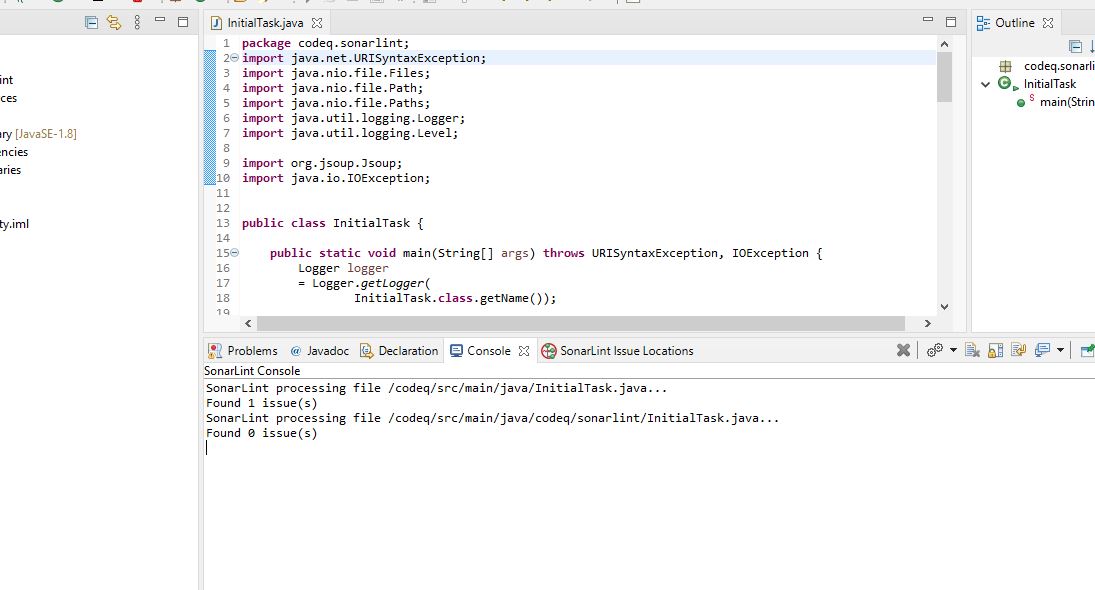 InitialTask.java
Outline
1 package codeq.sonarlint;
2 import java.net.URISyntaxException;
3 import java.nio.file.Files;
4 import java.nio.file.Path;
5 import java.nio.file.Paths;
6 import java.util.logging.Logger;
7 import java.util.logging.Level;
8
9 import org.jsoup.Jsoup;
10 import java.io.IOException;
11
12
13 public class InitialTask {
14
15 public static void main(String[] args) throws URISyntaxException, IOException {
16 Logger logger
17 = Logger.getLogger(
18 InitialTask.class.getName());
19
int
ces
ry [JavaSE-1.8]
encies
aries
ty.iml
codeq.sonarli
InitialTask
S main(Strin
Problems @ Javadoc Declaration Console SonarLint Issue Locations
SonarLint Console
SonarLint processing file /codeq/src/main/java/InitialTask.java...
Found 1 issue(s)
SonarLint processing file /codeq/src/main/java/codeq/sonarlint/InitialTask.java...
Found 0 issue(s)